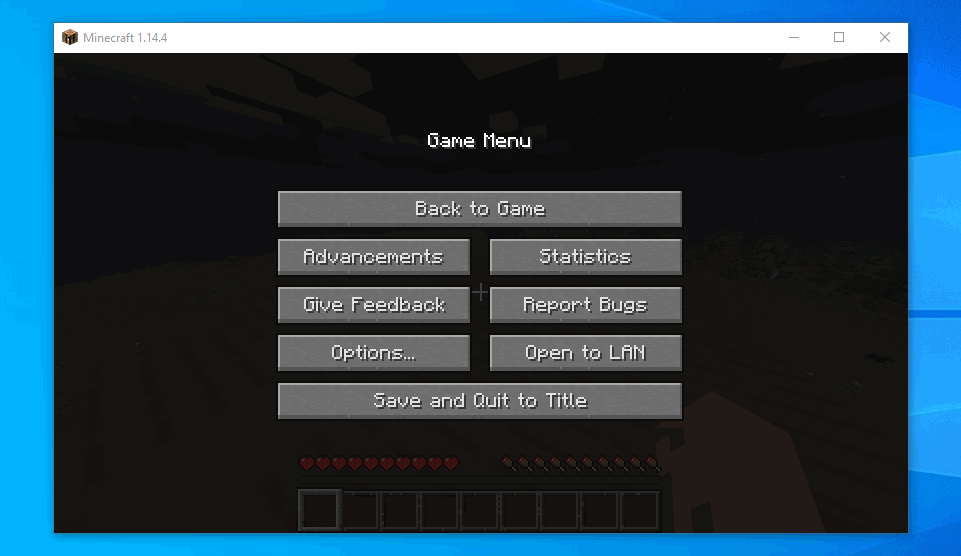 Minecraft 1.14.4
Game Menu
Back to Game
Advancements
Statistics
Give Feedback
Report Bugs
Options...
Open to LAN
Save and Quit to Title